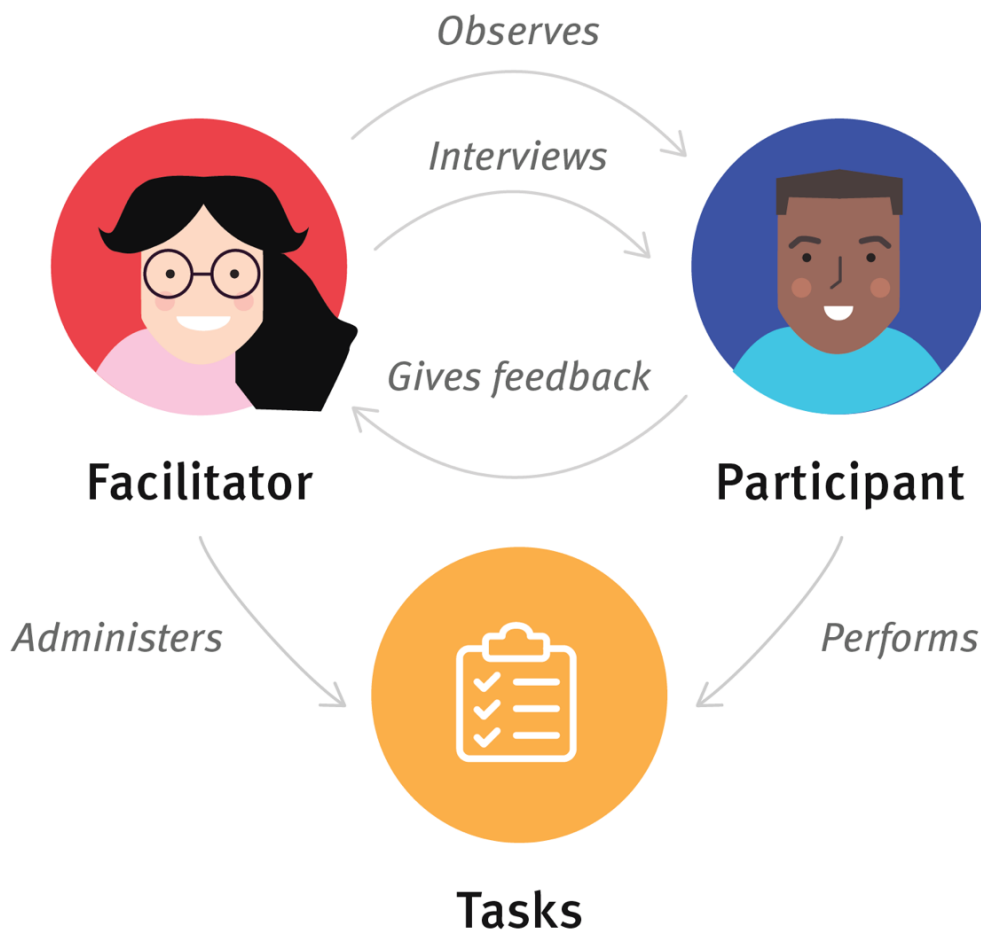 Observes
Interviews
Gives feedback
Facilitator
Participant
Administers
Performs
Tasks